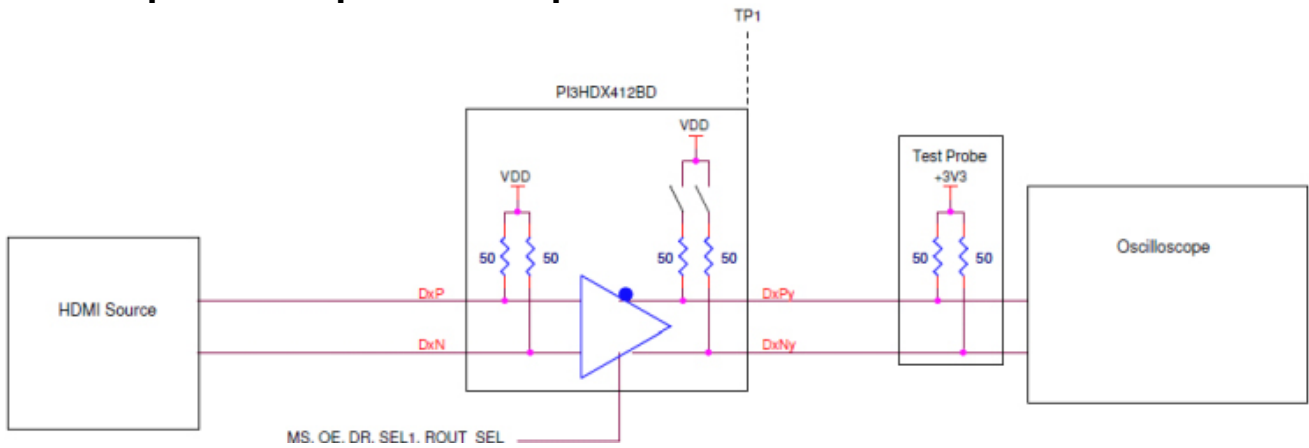 TP1
PI3HDX412BD
VDD
VDD
Test Probe
+3V3
50
50
50
50
50
50
HDMI Source
Oscilloscope
DxP
DxPy
DxN
DxNy
MS, OE, DR, SEL1, ROUT_SEL